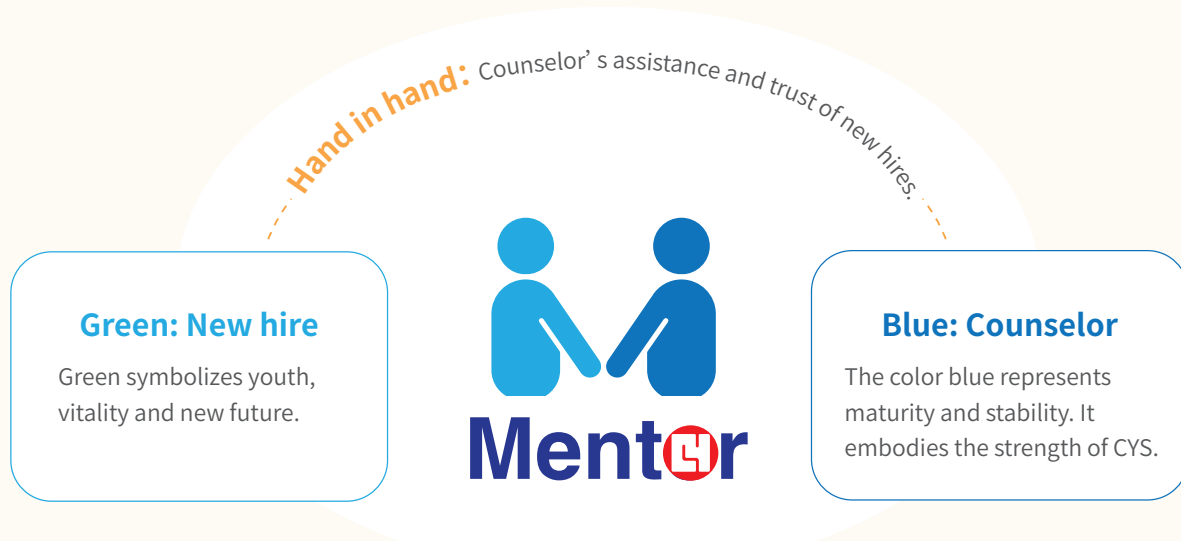 Hand in hand: Counselor’s assistance and trust of new hires.
Green: New hire
Green symbolizes youth,
vitality and new future.
Mentor
Blue: Counselor
The color blue represents
maturity and stability. It
embodies the strength of CYS.